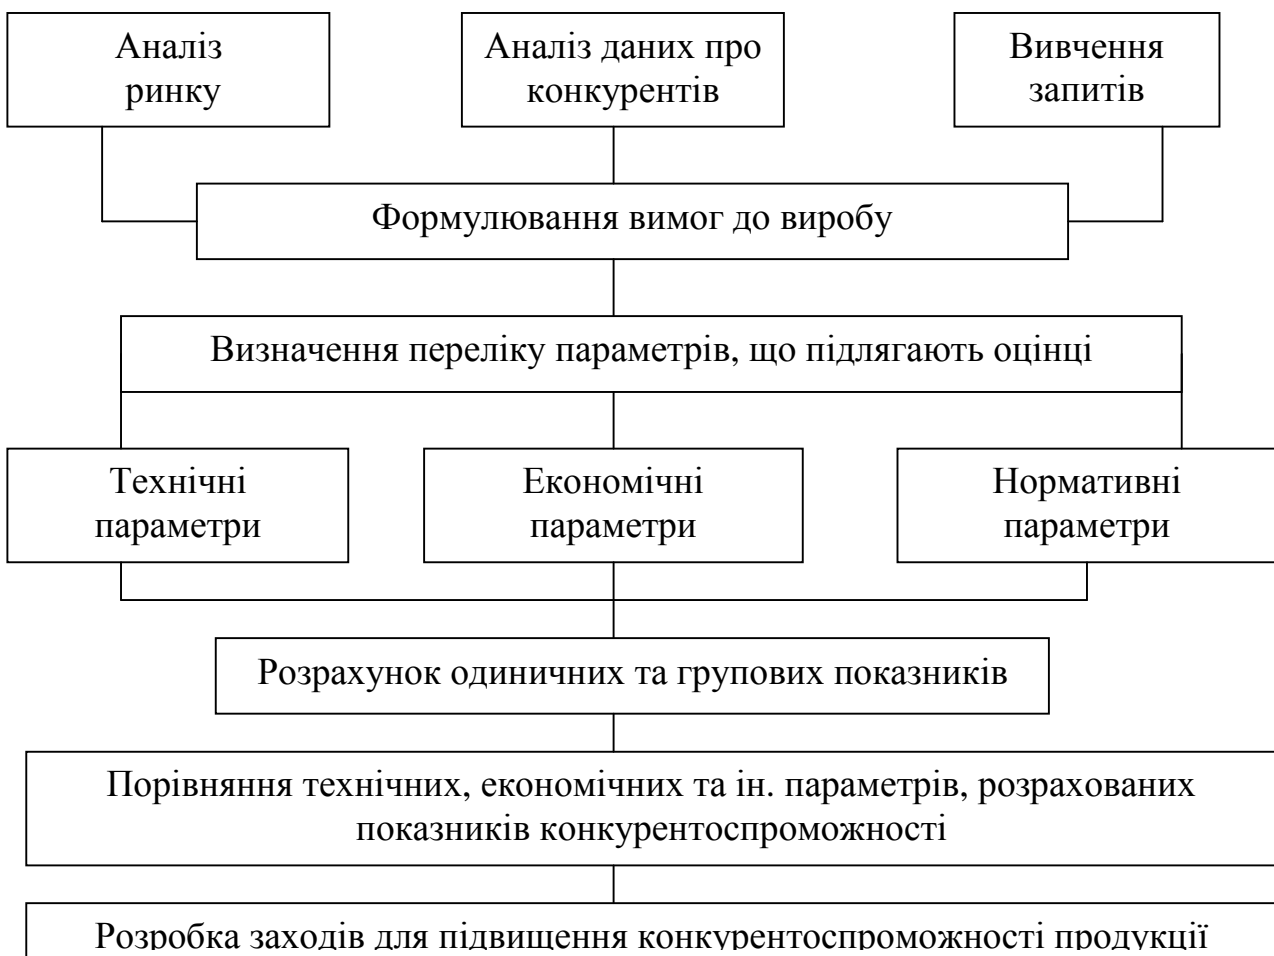 Аналіз
ринку
Аналіз даних про
конкурентів
Вивчення
запитів
Формулювання вимог до виробу
Визначення переліку параметрів, що підлягають оцінці
Технічні
параметри
Економічні
параметри
Нормативні
параметри
Розрахунок одиничних та групових показників
Порівняння технічних, економічних та ін. параметрів, розрахованих
показників конкурентоспроможності
Розробка заходів для підвищення конкурентоспроможності продукції